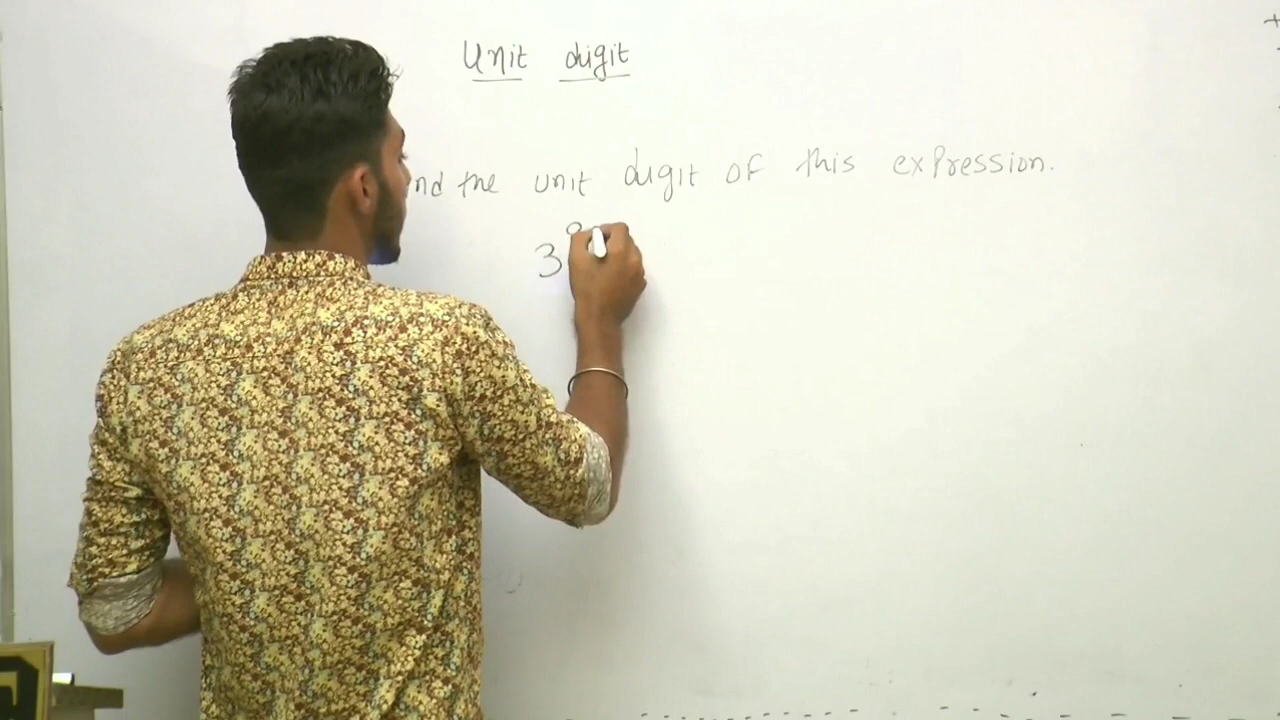 Unit digit
nd the unit digit of this expression.
3